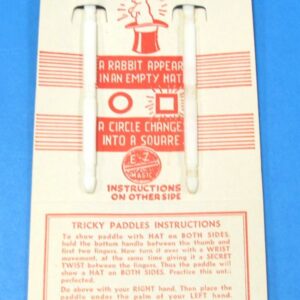 A RABBIT APPEAR
IN AN EMPTY HAT
A CIRCLE CHANGE
INTO A SQUARE
E-Z
MAGIC
INSTRUCTIONS
ON OTHER SIDE
TRICKY PADDLES INSTRUCTIONS
To show paddle with HAT on BOTH SIDES,
hold the bottom handle between the thumb and
first two fingers. Now turn it over with a WRIST
movement, at the same time giving it a SECRET
TWIST between the fingers. Thus the paddle will
show a HAT on BOTH SIDES. Practice this unt..
perfected.
Do above with your RIGHT hand. Then place the
paddle under the palm of your LEFT hand.